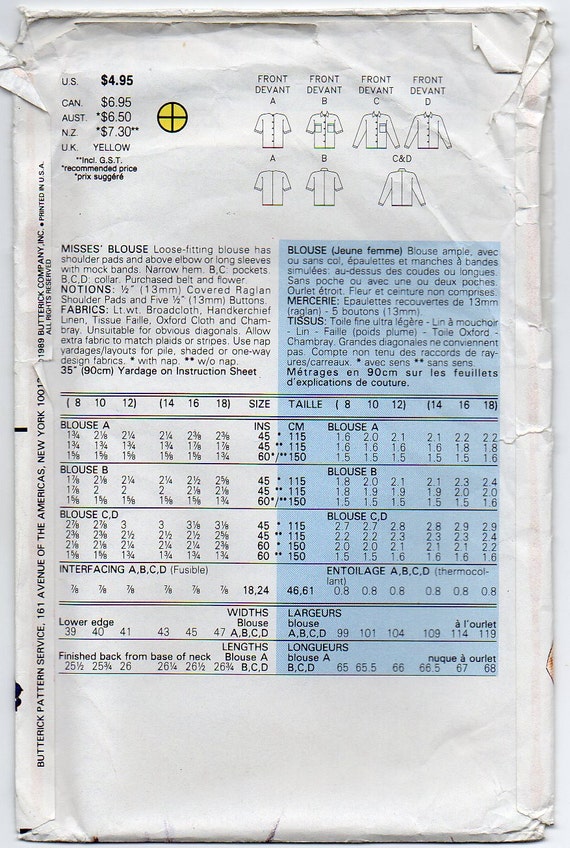 U.S. $4.95
CAN. $6.95
AUST. *$6.50
N.Z. *$7.30**
U.K. YELLOW
**Incl. G.S.T.
*recommended price
*prix suggéré
FRONT FRONT FRONT FRONT
DEVANT DEVANT DEVANT DEVANT
A B C D
A B C&D
MISSES' BLOUSE Loose-fitting blouse has
shoulder pads and above elbow or long sleeves
with mock bands. Narrow hem. B,C: pockets.
B,C,D: collar. Purchased belt and flower.
NOTIONS: ½" (13mm) Covered Raglan
Shoulder Pads and Five ½" (13mm) Buttons.
FABRICS: Lt.wt. Broadcloth, Handkerchief
Linen, Tissue Faille, Oxford Cloth and Cham-
bray. Unsuitable for obvious diagonals. Allow
extra fabric to match plaids or stripes. Use nap
yardages/layouts for pile, shaded or one-way
design fabrics. * with nap. ** w/o nap.
35" (90cm) Yardage on Instruction Sheet
BLOUSE (Jeune femme) Blouse ample, avec
ou sans col, épaulettes et manches à bandes
simulées: au-dessus des coudes ou longues.
Sans poche ou avec une ou deux poches.
Ourlet étroit. Fleur et ceinture non comprises.
MERCERIE: Epaulettes recouvertes de 13mm
(raglan) - 5 boutons (13mm).
TISSUS: Toile fine ultra légère - Lin à mouchoir
- Lin - Faille (poids plume) - Toile Oxford -
Chambray. Grandes diagonales ne conviennent
pas. Compte non tenu des raccords de ray-
ures/carreaux. * avec sens ** sans sens.
Métrages en 90cm sur les feuillets
d'explications de couture.
( 8 10 12) (14 16 18) SIZE TAILLE ( 8 10 12) (14 16 18)
BLOUSE A INS CM BLOUSE A
1¾ 2⅛ 2¼ 2¼ 2⅜ 2⅜ 45 * 115 1.6 2.0 2.1 2.1 2.2 2.2
1¾ 1¾ 1¾ 1¾ 1⅞ 1⅞ 45 ** 115 1.6 1.6 1.6 1.6 1.8 1.8
1⅝ 1⅝ 1⅝ 1⅝ 1⅝ 1¾ 60*/**150 1.5 1.5 1.5 1.5 1.5 1.6
BLOUSE B BLOUSE B
1⅞ 2⅛ 2¼ 2¼ 2½ 2⅝ 45 * 115 1.8 2.0 2.1 2.1 2.3 2.4
1⅞ 2 2 2⅛ 2⅛ 2⅛ 45 ** 115 1.8 1.9 1.9 1.9 2.0 2.0
1⅝ 1⅝ 1⅝ 1⅝ 1⅝ 1¾ 60*/**150 1.5 1.5 1.5 1.5 1.5 1.6
BLOUSE C,D BLOUSE C,D
2⅞ 2⅞ 3 3 3⅛ 3⅛ 45 * 115 2.7 2.7 2.8 2.8 2.9 2.9
2⅜ 2⅜ 2½ 2½ 2⅝ 2⅝ 45 ** 115 2.2 2.2 2.3 2.3 2.4 2.4
2⅛ 2⅛ 2¼ 2¼ 2¼ 2⅜ 60 * 150 2.0 2.0 2.1 2.1 2.1 2.2
1⅝ 1⅝ 1¾ 1¾ 1¾ 1¾ 60 ** 150 1.5 1.5 1.6 1.6 1.6 1.6
INTERFACING A,B,C,D (Fusible) ENTOILAGE A,B,C,D (thermocol-
lant)
⅞ ⅞ ⅞ ⅞ ⅞ ⅞ 18,24 46,61 0.8 0.8 0.8 0.8 0.8 0.8
WIDTHS LARGEURS
Lower edge Blouse blouse à l'ourlet
39 40 41 43 45 47 A,B,C,D A,B,C,D 99 101 104 109 114 119
LENGTHS LONGUEURS
Finished back from base of neck Blouse A blouse A nuque à ourlet
25½ 25¾ 26 26¼ 26½ 26¾ B,C,D B,C,D 65 65.5 66 66.5 67 68
BUTTERICK PATTERN SERVICE, 161 AVENUE OF THE AMERICAS, NEW YORK, NEW YORK 1001
1989 BUTTERICK COMPANY, INC. • PRINTED IN U.S.A.
ALL RIGHTS RESERVED